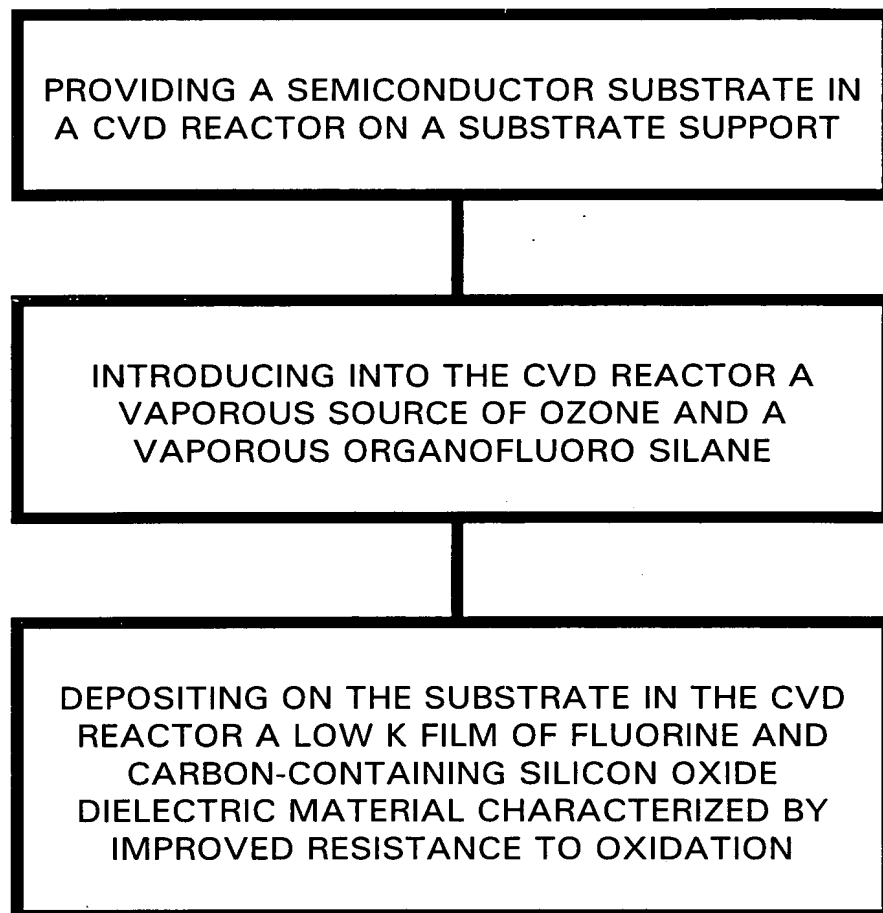 PROVIDING A SEMICONDUCTOR SUBSTRATE IN
A CVD REACTOR ON A SUBSTRATE SUPPORT
INTRODUCING INTO THE CVD REACTOR A
VAPOROUS SOURCE OF OZONE AND A
VAPOROUS ORGANOFLUORO SILANE
DEPOSITING ON THE SUBSTRATE IN THE CVD
REACTOR A LOW K FILM OF FLUORINE AND
CARBON-CONTAINING SILICON OXIDE
DIELECTRIC MATERIAL CHARACTERIZED BY
IMPROVED RESISTANCE TO OXIDATION